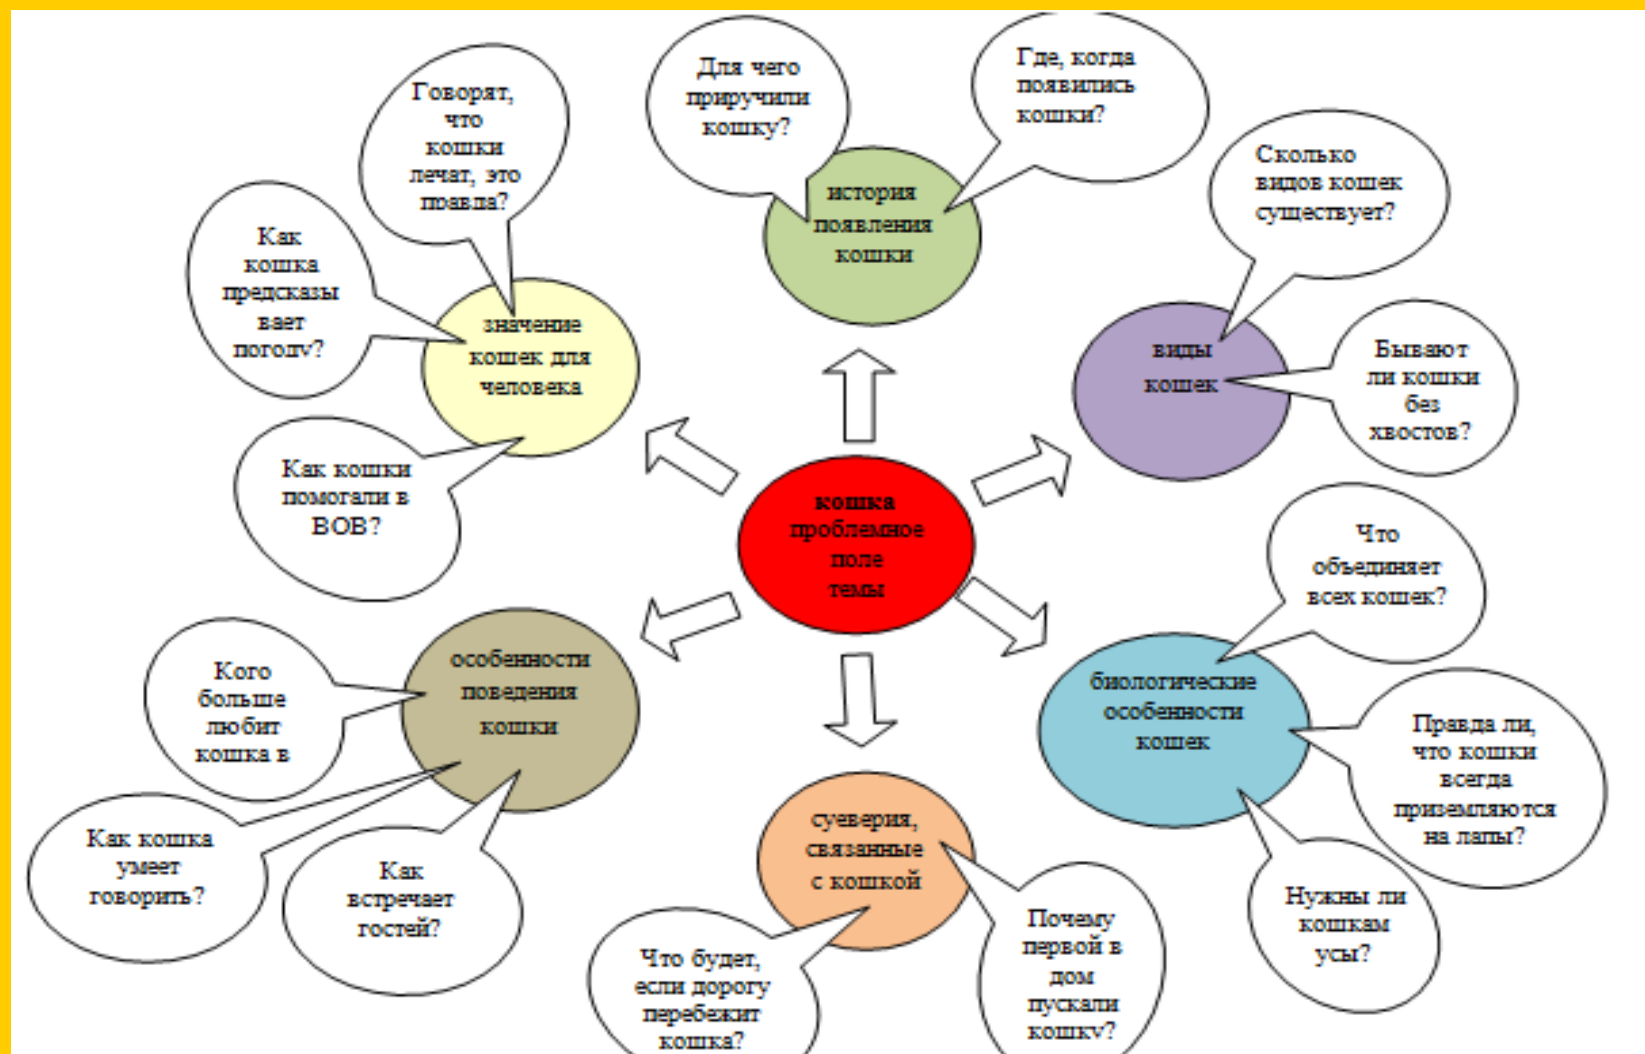 Для чего
приручили
кошку?
Где, когда
появились
кошки?
история
появления
кошки
Говорят,
что
кошки
лечат, это
правда?
Как
кошка
предсказы
вает
погоду?
значение
кошек для
человека
Как кошки
помогали в
ВОВ?
Сколько
видов кошек
существует?
виды
кошек
Бывают
ли кошки
без
хвостов?
кошка
проблемное
поле
темы
Что
объединяет
всех кошек?
биологические
особенности
кошек
Правда ли,
что кошки
всегда
приземляются
на лапы?
Нужны ли
кошкам
усы?
особенности
поведения
кошки
Кого
больше
любит
кошка в
Как кошка
умеет
говорить?
Как
встречает
гостей?
суеверия,
связанные
с кошкой
Что будет,
если дорогу
перебежит
кошка?
Почему
первой в
дом
пускали
кошку?